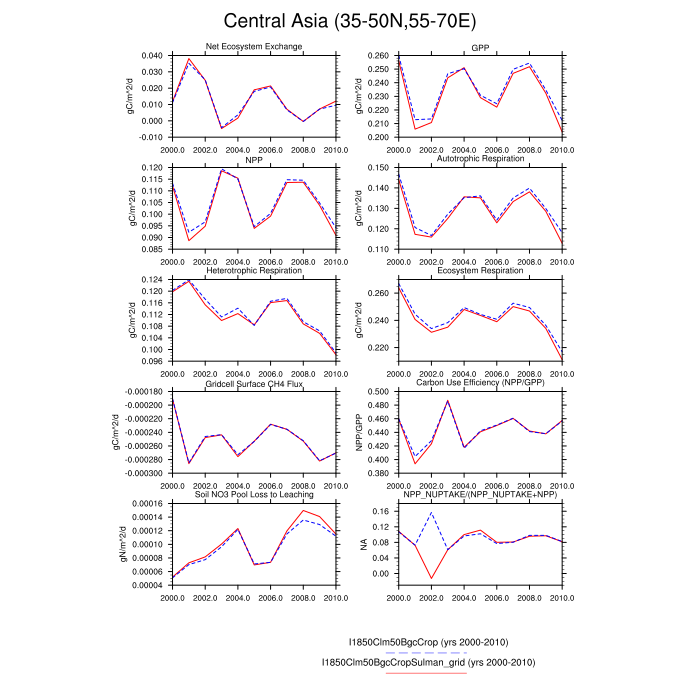 Central Asia (35-50N,55-70E)
Net Ecosystem Exchange
gC/m^2/d
0.040
0.030
0.020
0.010
0.000
-0.010
2000.0 2002.0 2004.0 2006.0 2008.0 2010.0
GPP
gC/m^2/d
0.260
0.250
0.240
0.230
0.220
0.210
0.200
2000.0 2002.0 2004.0 2006.0 2008.0 2010.0
NPP
gC/m^2/d
0.120
0.115
0.110
0.105
0.100
0.095
0.090
0.085
2000.0 2002.0 2004.0 2006.0 2008.0 2010.0
Autotrophic Respiration
gC/m^2/d
0.150
0.140
0.130
0.120
0.110
2000.0 2002.0 2004.0 2006.0 2008.0 2010.0
Heterotrophic Respiration
gC/m^2/d
0.124
0.120
0.116
0.112
0.108
0.104
0.100
0.096
2000.0 2002.0 2004.0 2006.0 2008.0 2010.0
Ecosystem Respiration
gC/m^2/d
0.260
0.240
0.220
2000.0 2002.0 2004.0 2006.0 2008.0 2010.0
Gridcell Surface CH4 Flux
gC/m^2/d
-0.000180
-0.000200
-0.000220
-0.000240
-0.000260
-0.000280
-0.000300
2000.0 2002.0 2004.0 2006.0 2008.0 2010.0
Carbon Use Efficiency (NPP/GPP)
NPP/GPP
0.500
0.480
0.460
0.440
0.420
0.400
0.380
2000.0 2002.0 2004.0 2006.0 2008.0 2010.0
Soil NO3 Pool Loss to Leaching
gN/m^2/d
0.00016
0.00014
0.00012
0.00010
0.00008
0.00006
0.00004
2000.0 2002.0 2004.0 2006.0 2008.0 2010.0
NPP_NUPTAKE/(NPP_NUPTAKE+NPP)
NA
0.16
0.12
0.08
0.04
0.00
2000.0 2002.0 2004.0 2006.0 2008.0 2010.0
I1850Clm50BgcCrop (yrs 2000-2010)
I1850Clm50BgcCropSulman_grid (yrs 2000-2010)